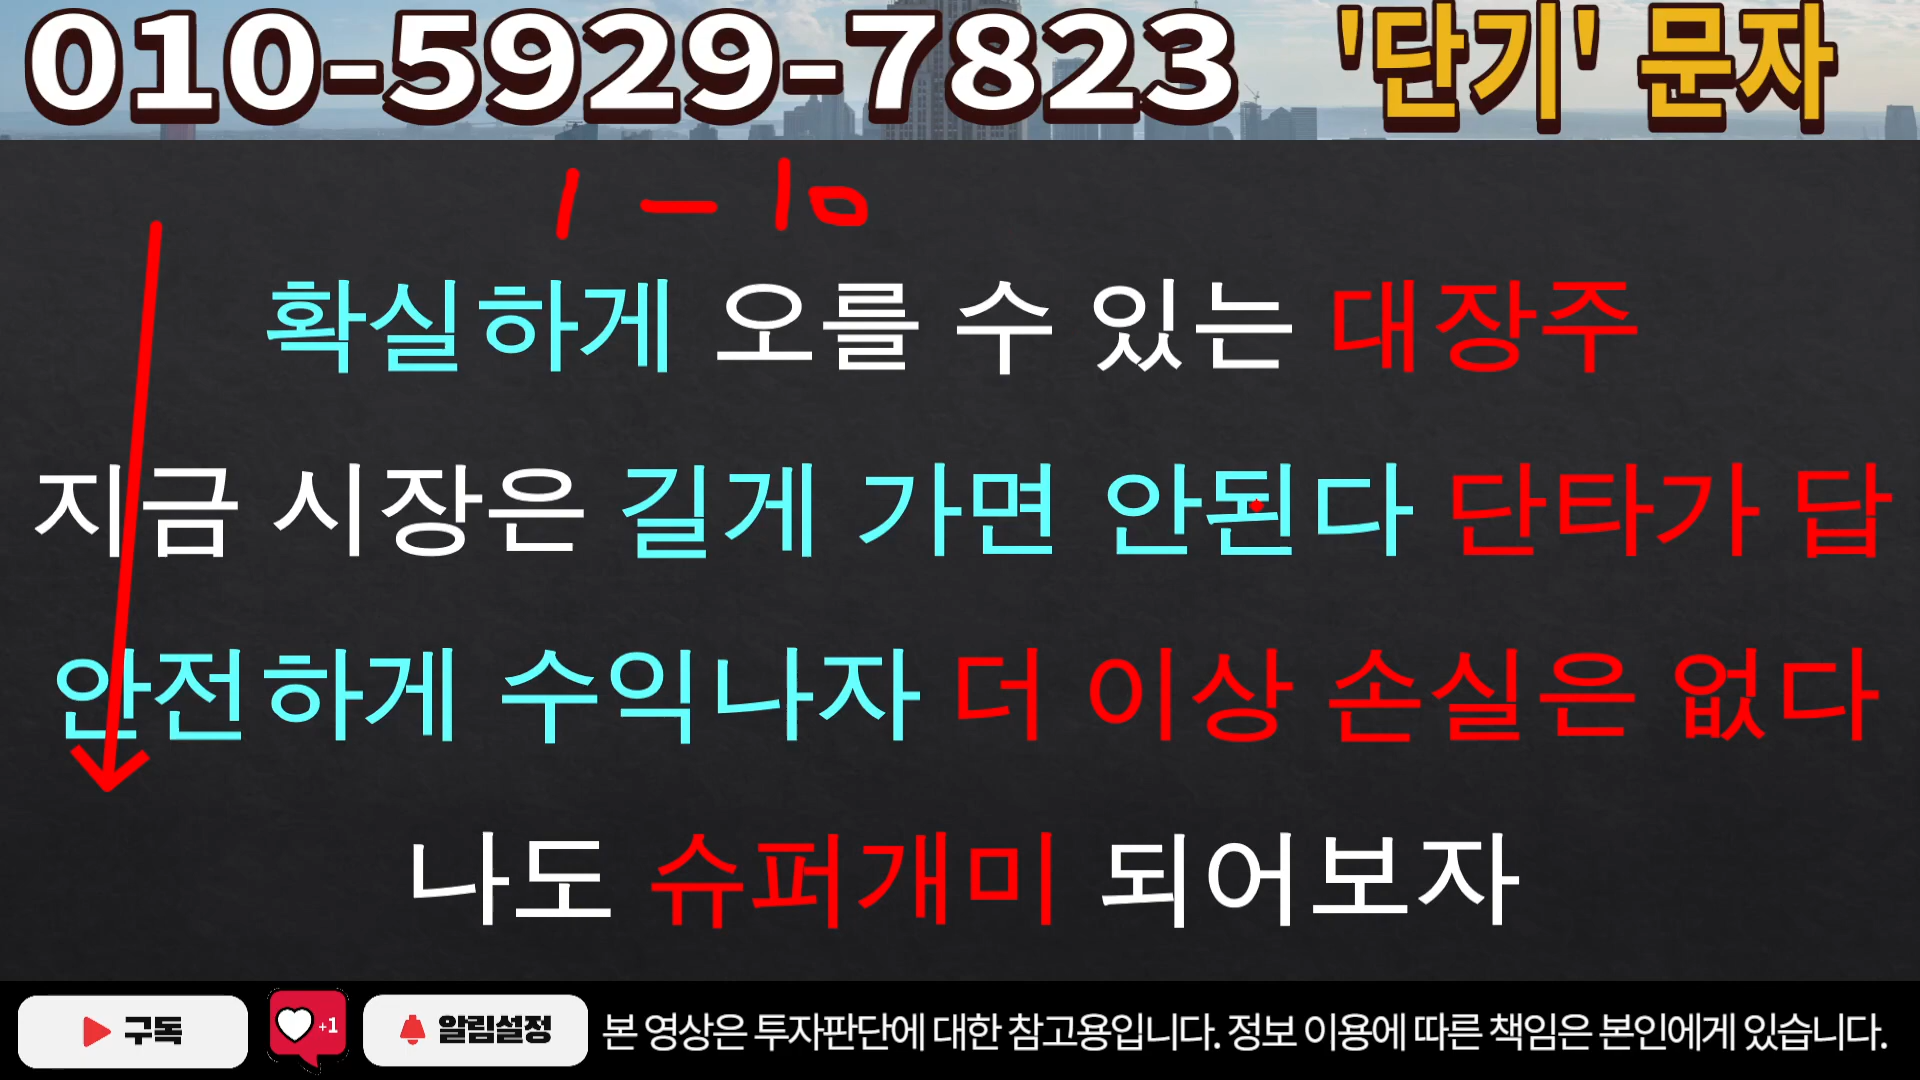 010-5929-7823 '단기' 문자
1 - 10
확실하게 오를 수 있는 대장주
지금 시장은 길게 가면 안된다 단타가 답
안전하게 수익나자 더 이상 손실은 없다
나도 슈퍼개미 되어보자
구독 +1 알림설정 본 영상은 투자판단에 대한 참고용입니다. 정보 이용에 따른 책임은 본인에게 있습니다.